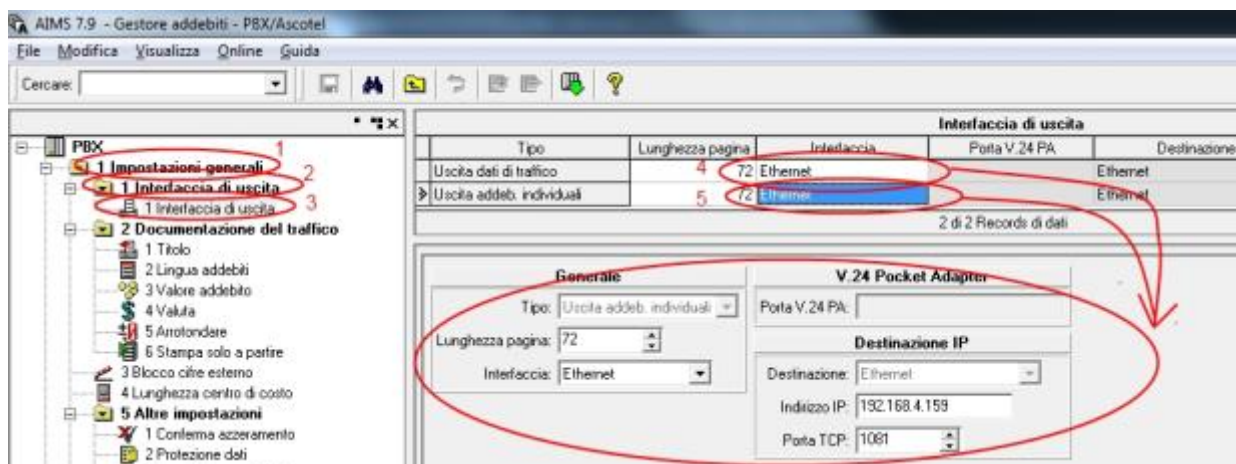 AIMS 7.9 - Gestore addebiti - PBX/Ascotel
File Modifica Visualizza Online Guida
Cercare:
PBX
1
1 Impostazioni generali
2
1 Interfaccia di uscita
1 Interfaccia di uscita
3
2 Documentazione del traffico
1 Titolo
2 Lingua addebiti
3 Valore addebito
4 Valuta
5 Arrotondare
6 Stampa solo a partire
3 Blocco cifre esterno
4 Lunghezza centro di costo
5 Altre impostazioni
1 Conferma azzeramento
2 Protezione dati
Interfaccia di uscita
Tipo Lunghezza pagina Interfaccia Porta V.24 PA Destinazione
Uscita dati di traffico 4 72 Ethernet Ethernet
Uscita addeb. individuali 5 72 Ethernet Ethernet
2 di 2 Records di dati
Generale
Tipo: Uscita addeb. individuali
Lunghezza pagina: 72
Interfaccia: Ethernet
V.24 Pocket Adapter
Porta V.24 PA:
Destinazione IP
Destinazione: Ethernet
Indirizzo IP: 192.168.4.159
Porta TCP: 1081